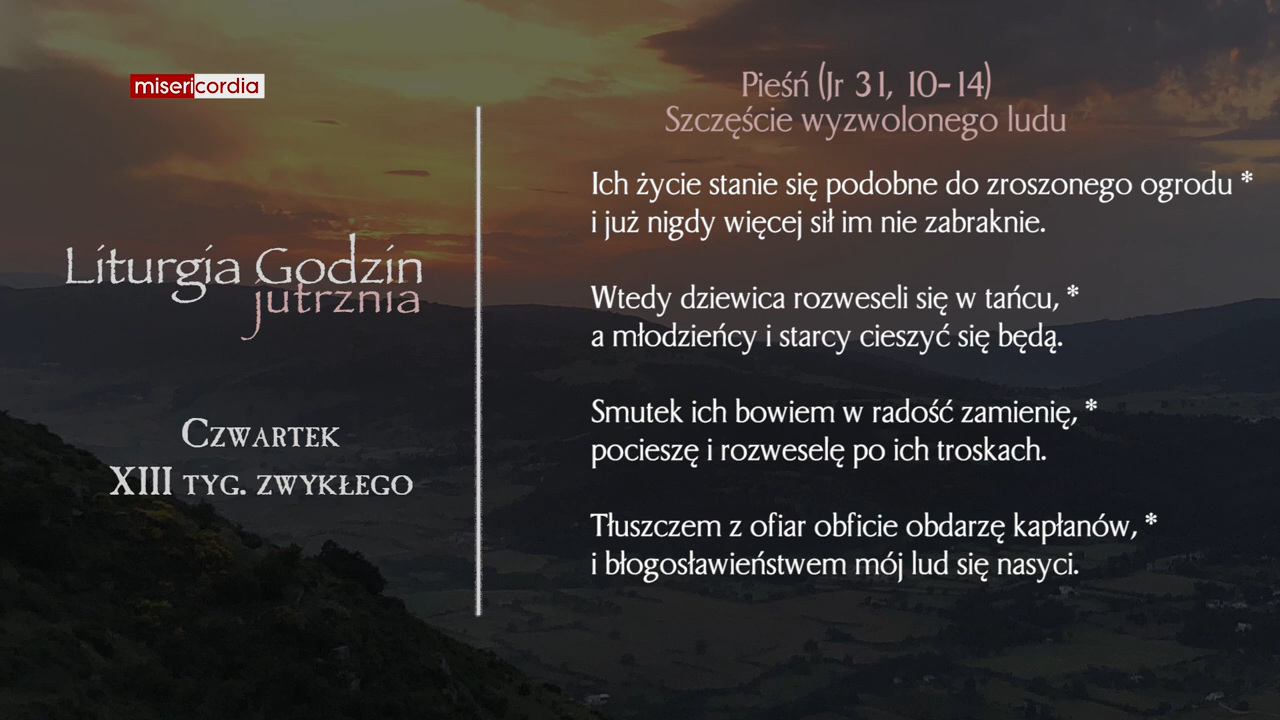 misericordia
Liturgia Godzin
jutrznia
Czwartek
XIII tyg. zwykłego
Pieśń (Jr 31, 10-14)
Szczęście wyzwolonego ludu
Ich życie stanie się podobne do zroszonego ogrodu *
i już nigdy więcej sił im nie zabraknie.
Wtedy dziewica rozweseli się w tańcu, *
a młodzieńcy i starcy cieszyć się będą.
Smutek ich bowiem w radość zamienię, *
pocieszę i rozweselę po ich troskach.
Tłuszczem z ofiar obficie obdarzę kapłanów, *
i błogosławieństwem mój lud się nasyci.